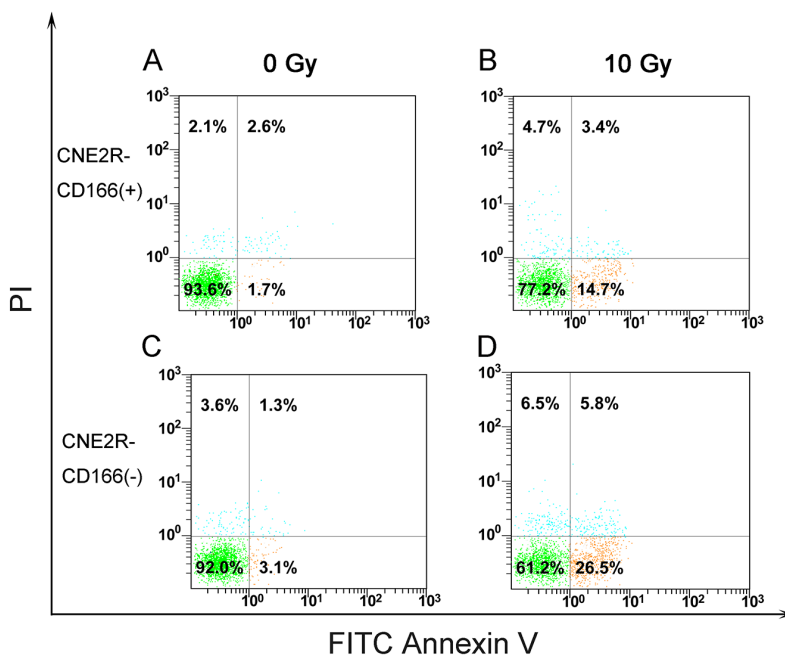 A
0 Gy
B
10 Gy
PI
CNE2R-
CD166(+)
10³
10²
10¹
10⁰
2.1% 2.6%
93.6% 1.7%
10⁰ 10¹ 10² 10³
10³
10²
10¹
10⁰
4.7% 3.4%
77.2% 14.7%
10⁰ 10¹ 10² 10³
C
D
CNE2R-
CD166(-)
10³
10²
10¹
10⁰
3.6% 1.3%
92.0% 3.1%
10⁰ 10¹ 10² 10³
10³
10²
10¹
10⁰
6.5% 5.8%
61.2% 26.5%
10⁰ 10¹ 10² 10³
FITC Annexin V